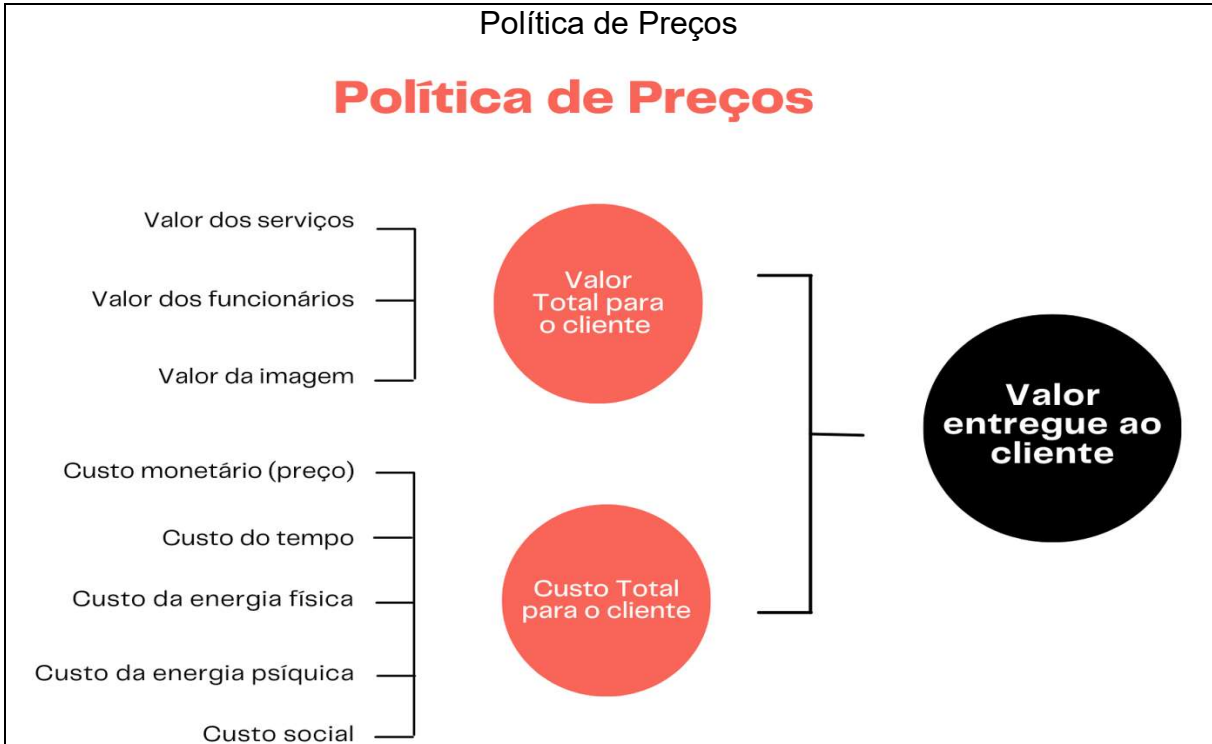 Política de Preços
Política de Preços
Valor dos serviços
Valor dos funcionários
Valor da imagem
Valor
Total para
o cliente
Custo monetário (preço)
Custo do tempo
Custo da energia física
Custo da energia psíquica
Custo social
Custo Total
para o cliente
Valor
entregue ao
cliente